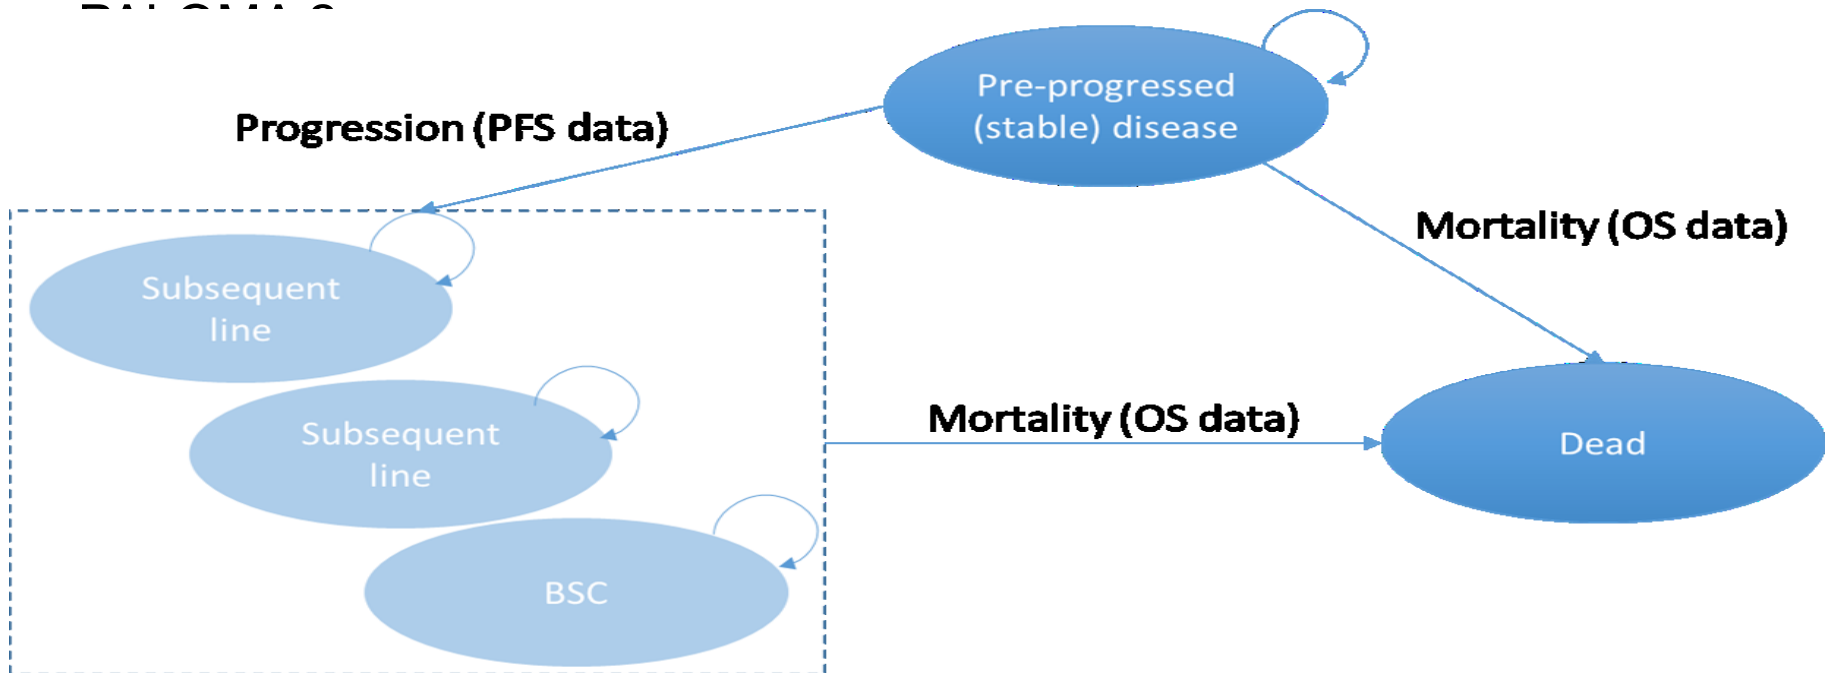 Pre-progressed
(stable) disease
Progression (PFS data)
Mortality (OS data)
Subsequent
line
Subsequent
line
Mortality (OS data)
Dead
BSC